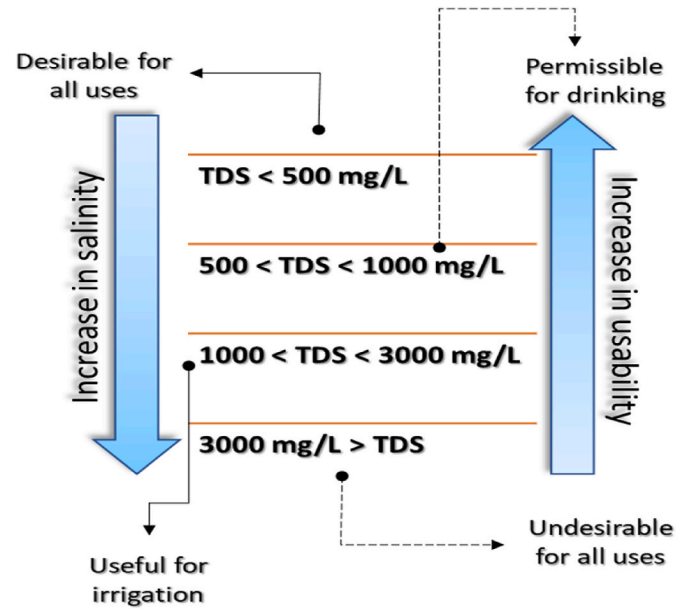 Desirable for
all uses
Permissible
for drinking
Increase in salinity
TDS < 500 mg/L
500 < TDS < 1000 mg/L
1000 < TDS < 3000 mg/L
3000 mg/L > TDS
Increase in usability
Useful for
irrigation
Undesirable
for all uses